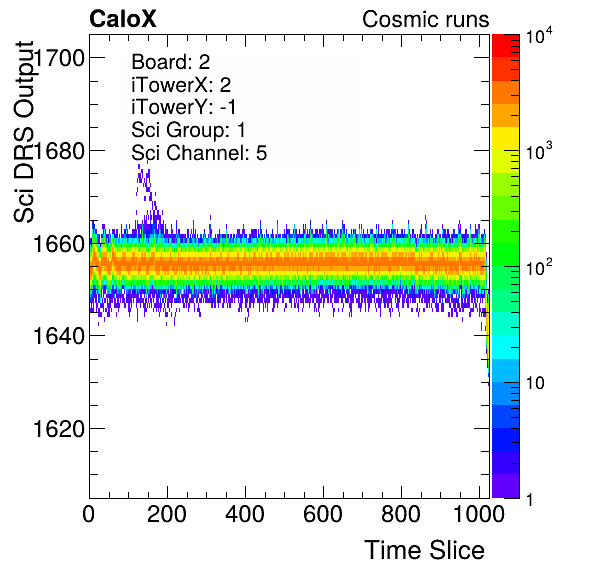 CaloX Cosmic runs
Board: 2
iTowerX: 2
iTowerY: -1
Sci Group: 1
Sci Channel: 5
Sci DRS Output
1700
1680
1660
1640
1620
0 200 400 600 800 1000
Time Slice
10⁴
10³
10²
10
1